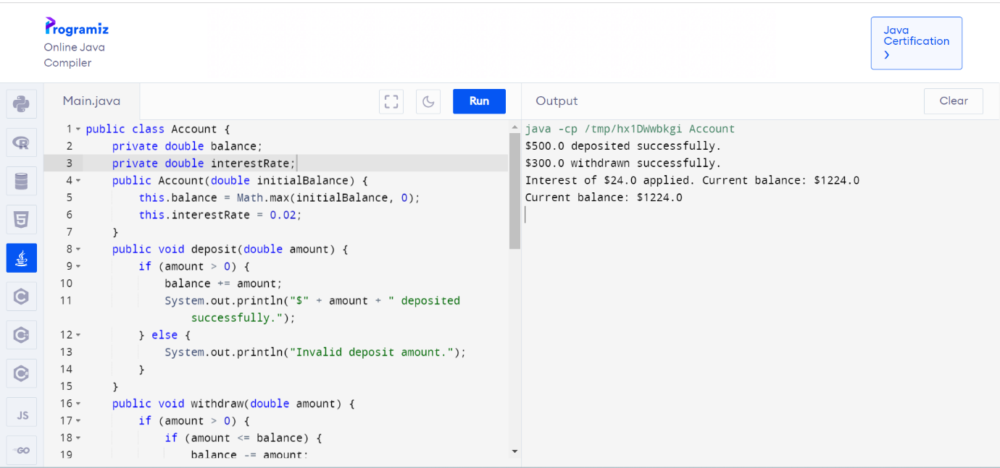 Programiz
Online Java
Compiler
Java
Certification
Main.java
Run
Output
Clear
1 public class Account {
2     private double balance;
3     private double interestRate;
4     public Account(double initialBalance) {
5         this.balance = Math.max(initialBalance, 0);
6         this.interestRate = 0.02;
7     }
8     public void deposit(double amount) {
9         if (amount > 0) {
10             balance += amount;
11             System.out.println("$" + amount + " deposited
successfully.");
12         } else {
13             System.out.println("Invalid deposit amount.");
14         }
15     }
16     public void withdraw(double amount) {
17         if (amount > 0) {
18             if (amount <= balance) {
19                 balance -= amount;
java -cp /tmp/hx1DWwbkgi Account
$500.0 deposited successfully.
$300.0 withdrawn successfully.
Interest of $24.0 applied. Current balance: $1224.0
Current balance: $1224.0
JS
GO